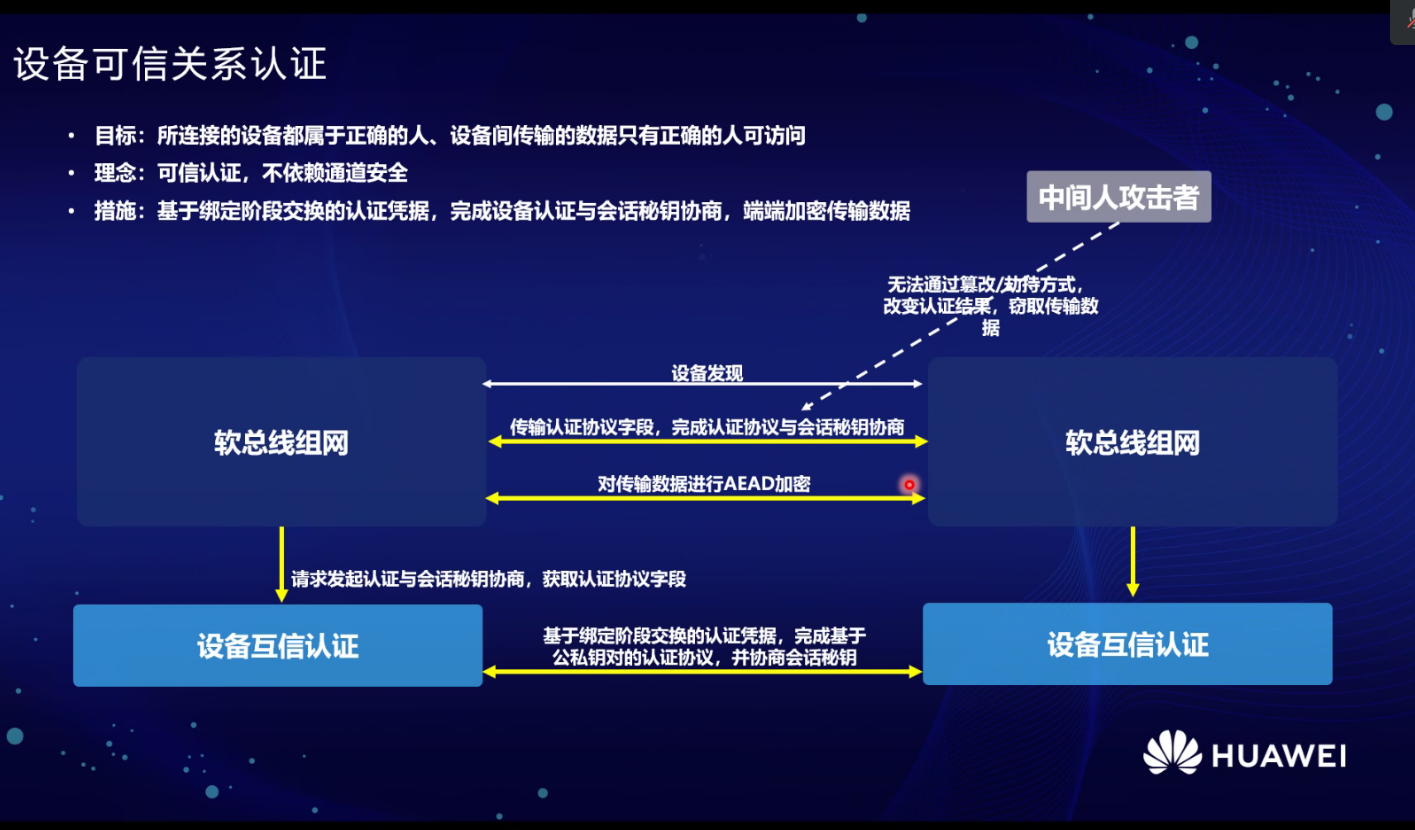 设备可信关系认证
• 目标：所连接的设备都属于正确的人、设备间传输的数据只有正确的人可访问
• 理念：可信认证，不依赖通道安全
• 措施：基于绑定阶段交换的认证凭据，完成设备认证与会话秘钥协商，端端加密传输数据
中间人攻击者
无法通过篡改/劫持方式，
改变认证结果，窃取传输数
据
设备发现
软总线组网
传输认证协议字段，完成认证协议与会话秘钥协商
软总线组网
对传输数据进行AEAD加密
请求发起认证与会话秘钥协商，获取认证协议字段
设备互信认证
基于绑定阶段交换的认证凭据，完成基于
公私钥对的认证协议，并协商会话秘钥
设备互信认证
HUAWEI